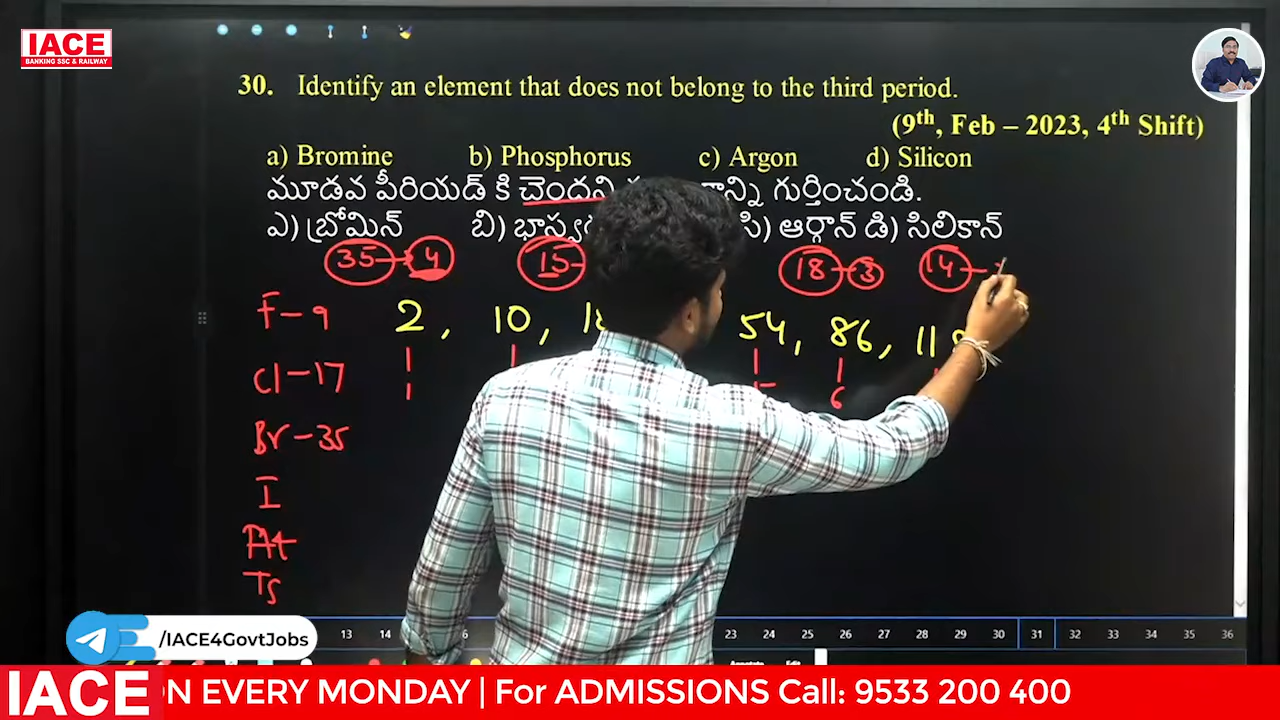 IACE
BANKING SSC & RAILWAY
30. Identify an element that does not belong to the third period.
(9th, Feb – 2023, 4th Shift)
a) Bromine b) Phosphorus c) Argon d) Silicon
మూడవ పీరియడ్ కి చెందని గుర్తించండి.
ఎ) బ్రోమిన్ బి) సి) ఆర్గాన్ డి) సిలికాన్
35 4 15 18 3 14
F – 9 2, 10, 54, 86,
Cl – 17
Br – 35 6
I
At
Ts
/IACE4GovtJobs
13 14 23 24 25 26 27 28 29 30 31 32 33 34 35 36
IACE ON EVERY MONDAY | For ADMISSIONS Call: 9533 200 400